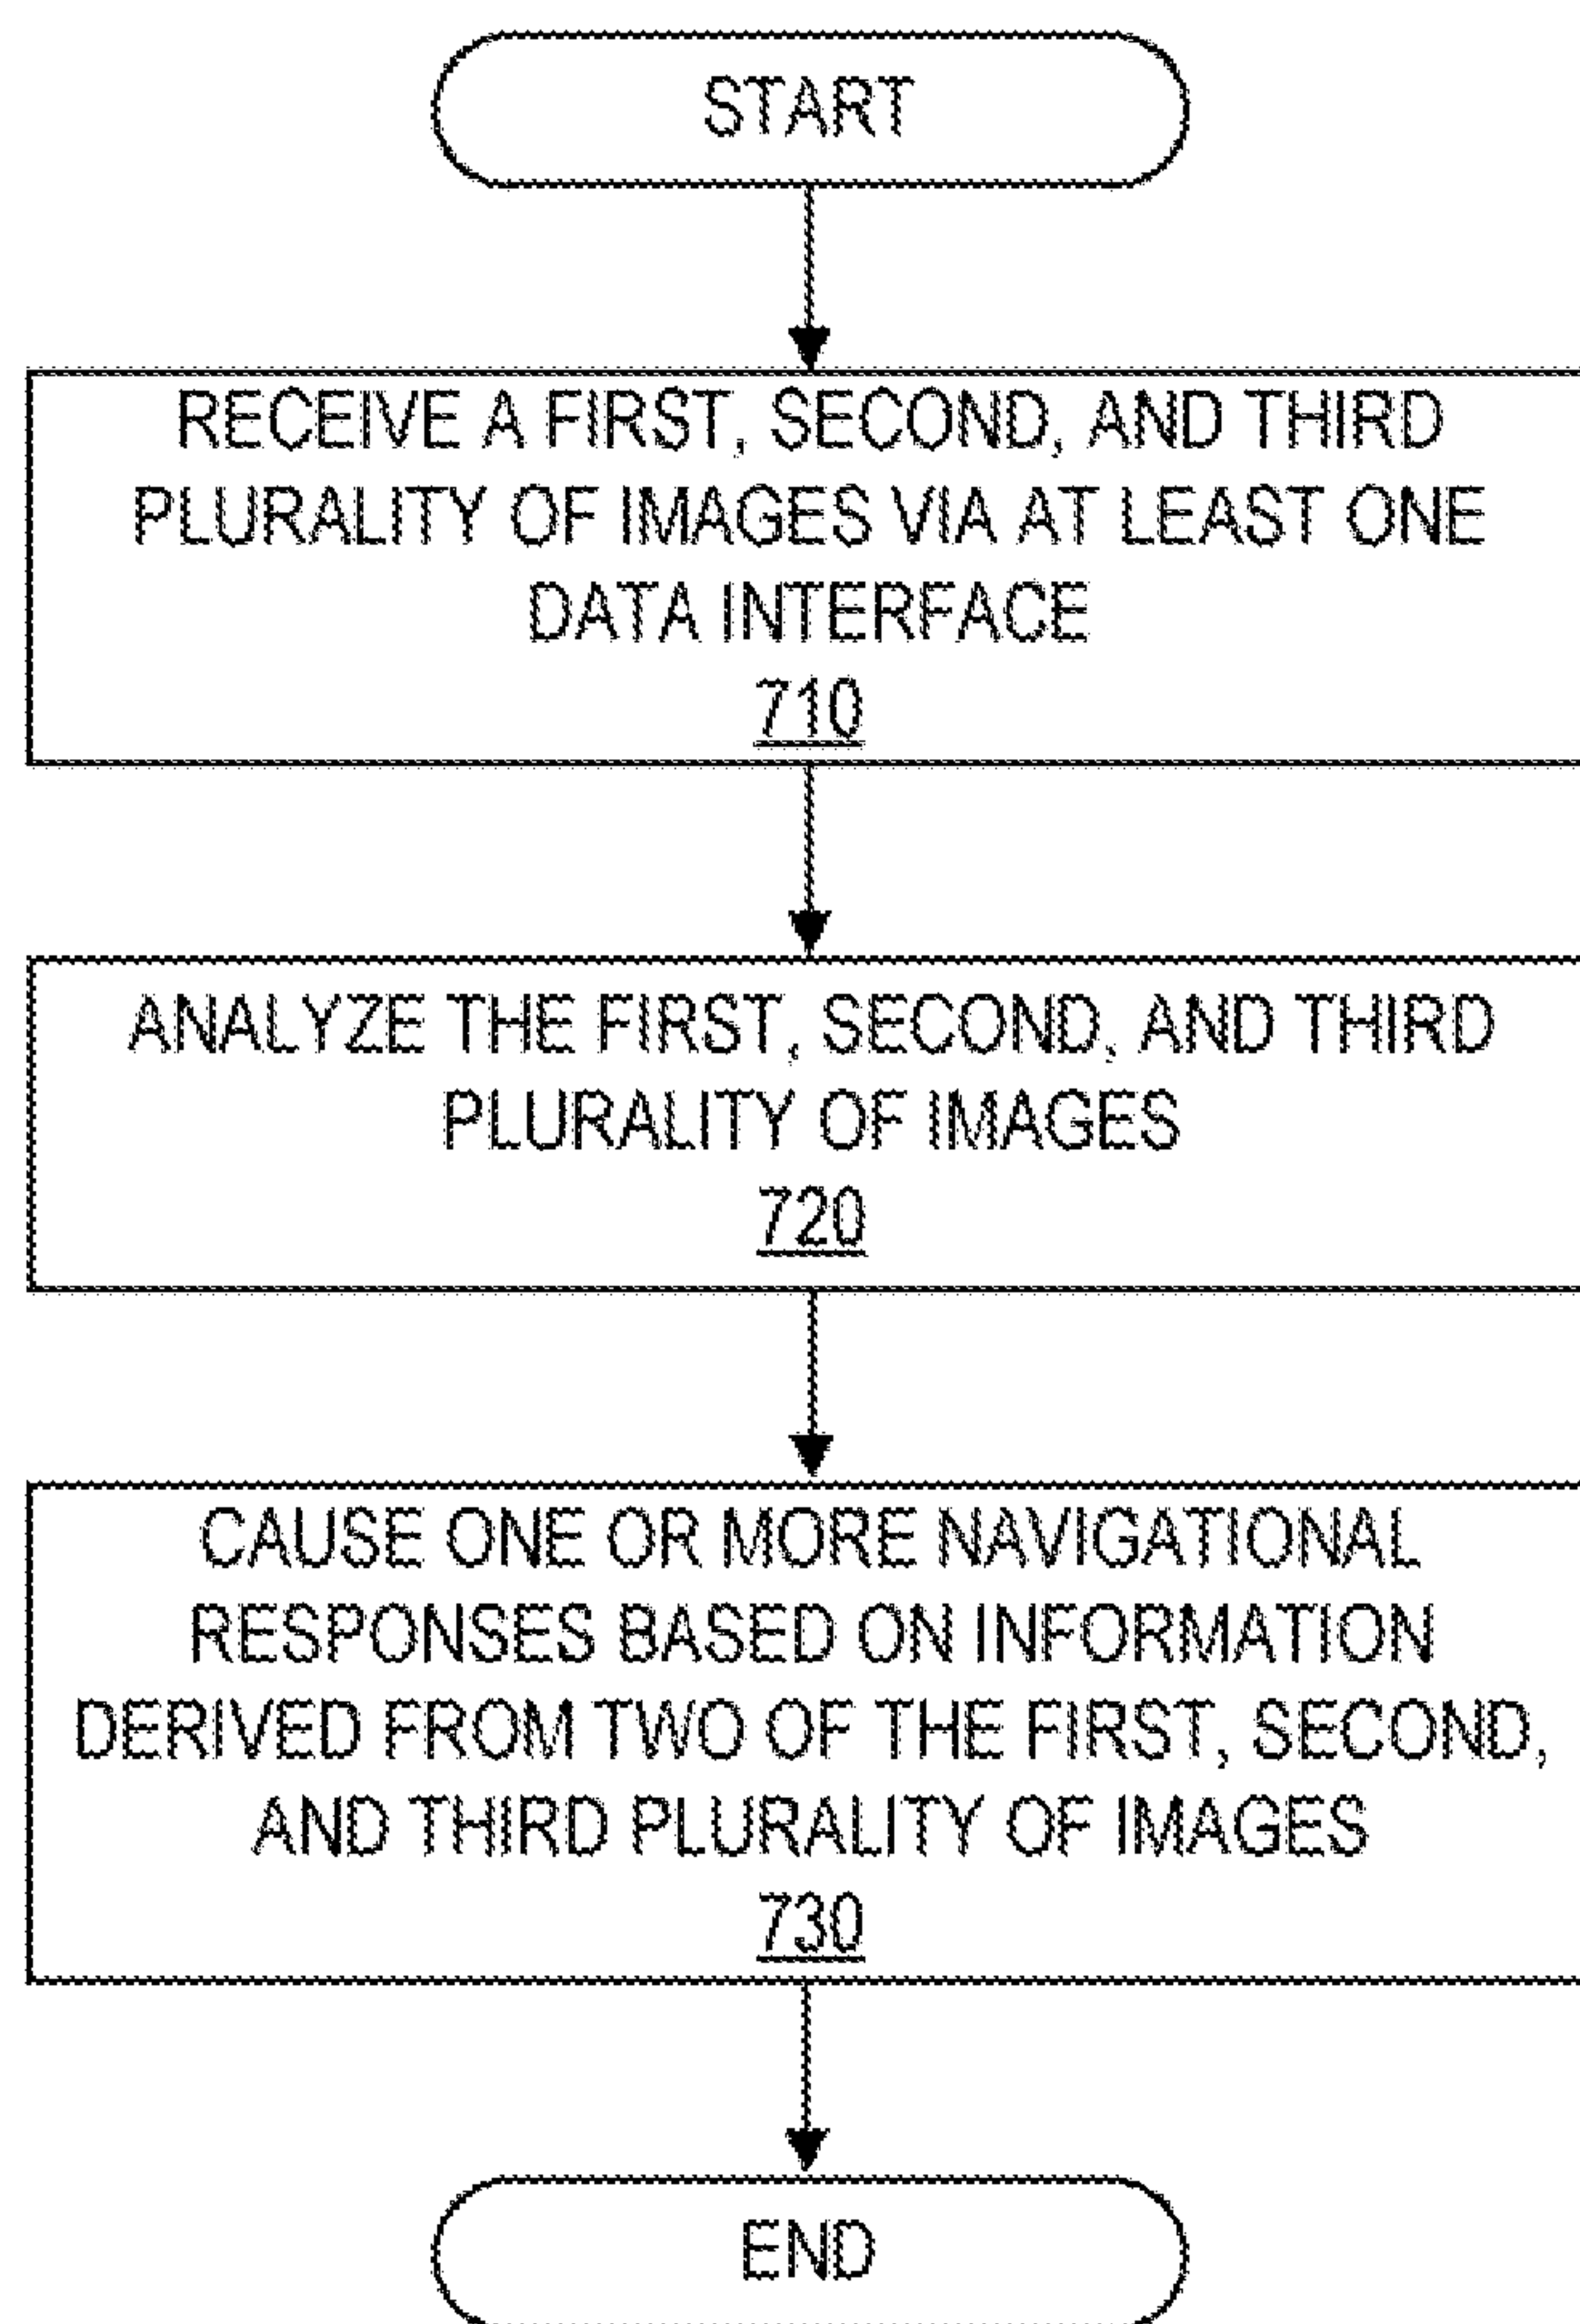 START
RECEIVE A FIRST, SECOND, AND THIRD
PLURALITY OF IMAGES VIA AT LEAST ONE
DATA INTERFACE
710
ANALYZE THE FIRST, SECOND, AND THIRD
PLURALITY OF IMAGES
720
CAUSE ONE OR MORE NAVIGATIONAL
RESPONSES BASED ON INFORMATION
DERIVED FROM TWO OF THE FIRST, SECOND,
AND THIRD PLURALITY OF IMAGES
730
END